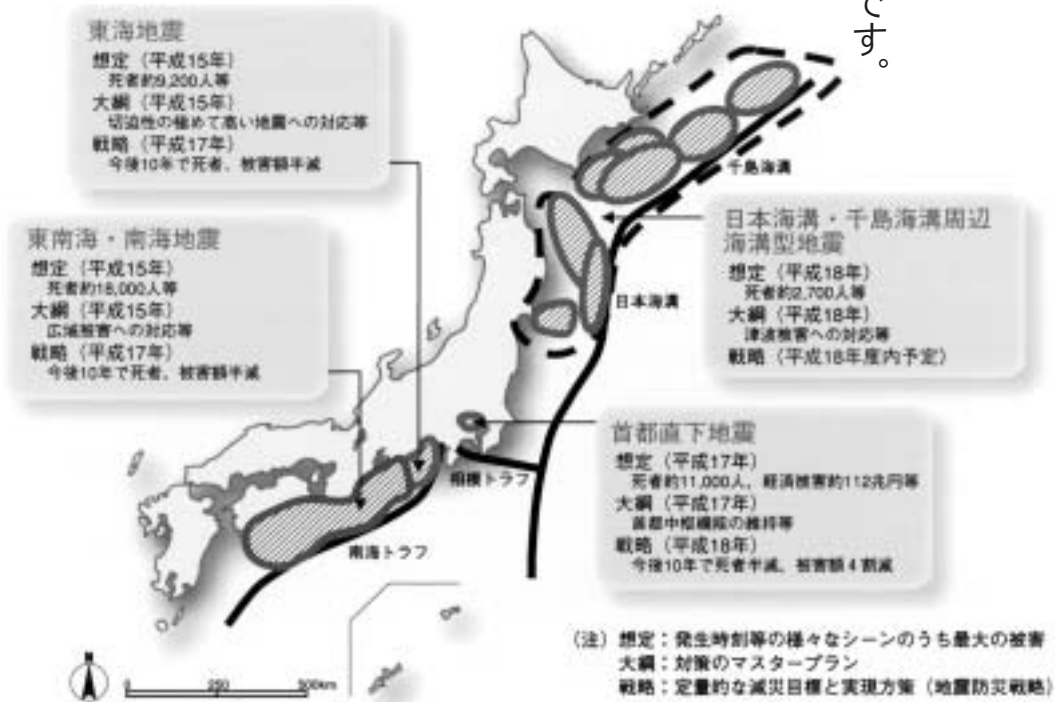 です。
東海地震
想定（平成15年）
死者約9,200人等
大綱（平成15年）
切迫性の極めて高い地震への対応等
戦略（平成17年）
今後10年で死者、被害額半減
東南海・南海地震
想定（平成15年）
死者約18,000人等
大綱（平成15年）
広域被害への対応等
戦略（平成17年）
今後10年で死者、被害額半減
千島海溝
日本海溝・千島海溝周辺
海溝型地震
想定（平成18年）
死者約2,700人等
大綱（平成18年）
津波被害への対応等
戦略（平成18年度内予定）
日本海溝
首都直下地震
想定（平成17年）
死者約11,000人、経済被害約112兆円等
大綱（平成17年）
首都中枢機能の維持等
戦略（平成18年）
今後10年で死者半減、被害額４割減
相模トラフ
南海トラフ
（注）想定：発生時刻等の様々なシーンのうち最大の被害
大綱：対策のマスタープラン
戦略：定量的な減災目標と実現方策（地震防災戦略）
N
0 250 500km